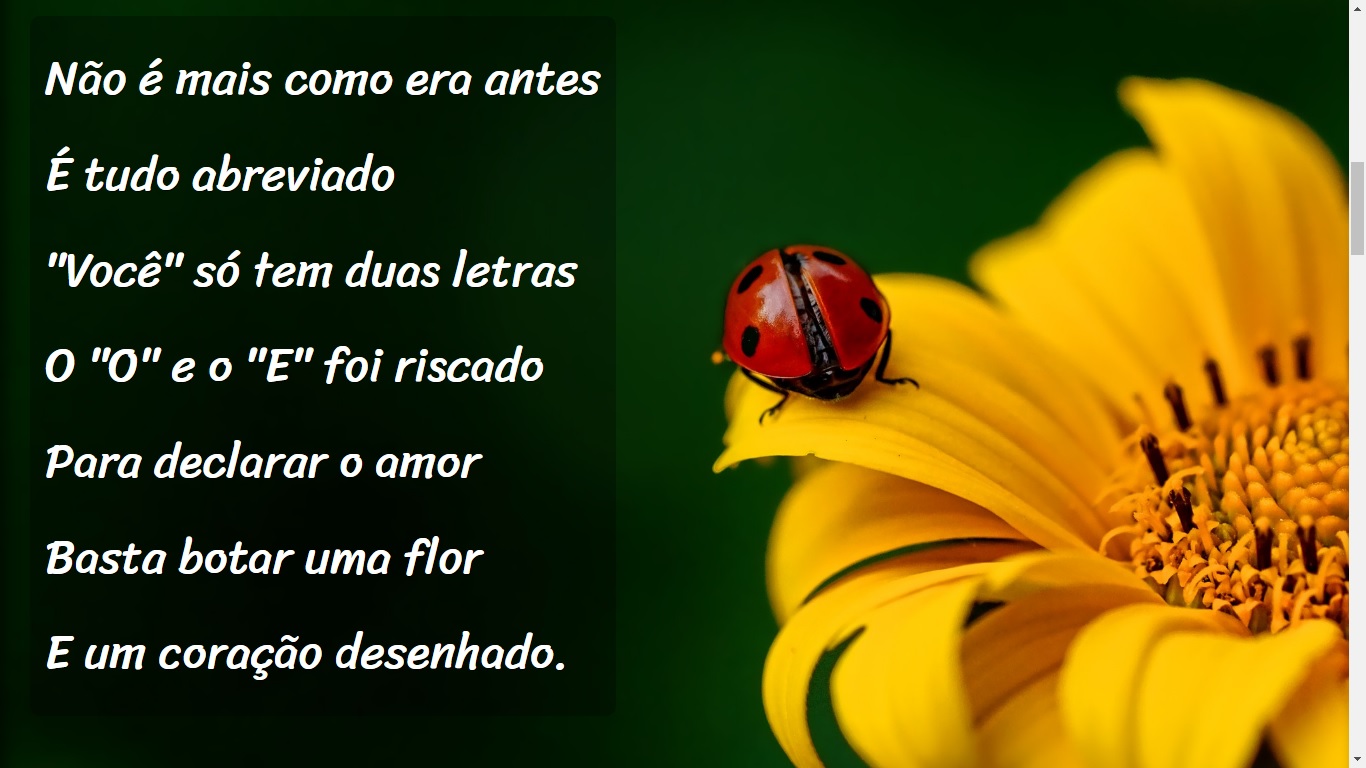 Não é mais como era antes
É tudo abreviado
"Você" só tem duas letras
O "O" e o "E" foi riscado
Para declarar o amor
Basta botar uma flor
E um coração desenhado.